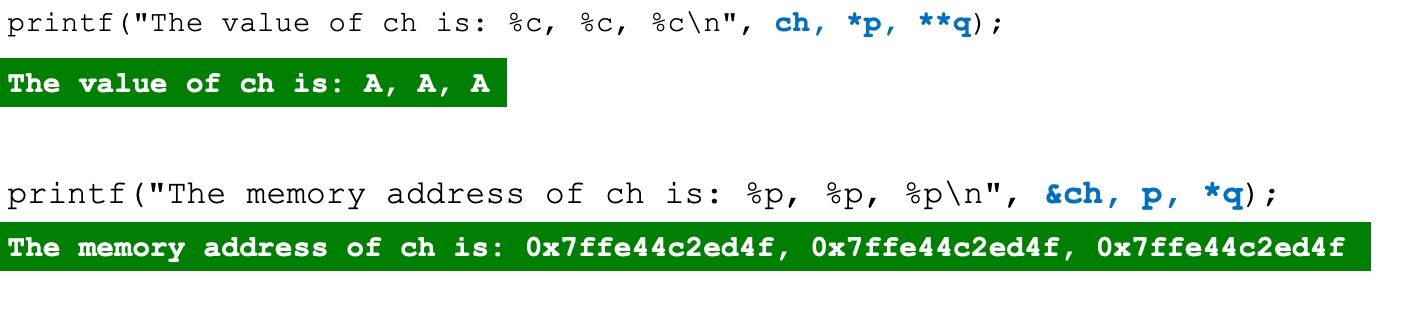 printf("The value of ch is: %c, %c, %c\n", ch, *p, **q);
The value of ch is: A, A, A
printf("The memory address of ch is: %p, %p, %p\n", &ch, p, *q);
The memory address of ch is: 0x7ffe44c2ed4f, 0x7ffe44c2ed4f, 0x7ffe44c2ed4f